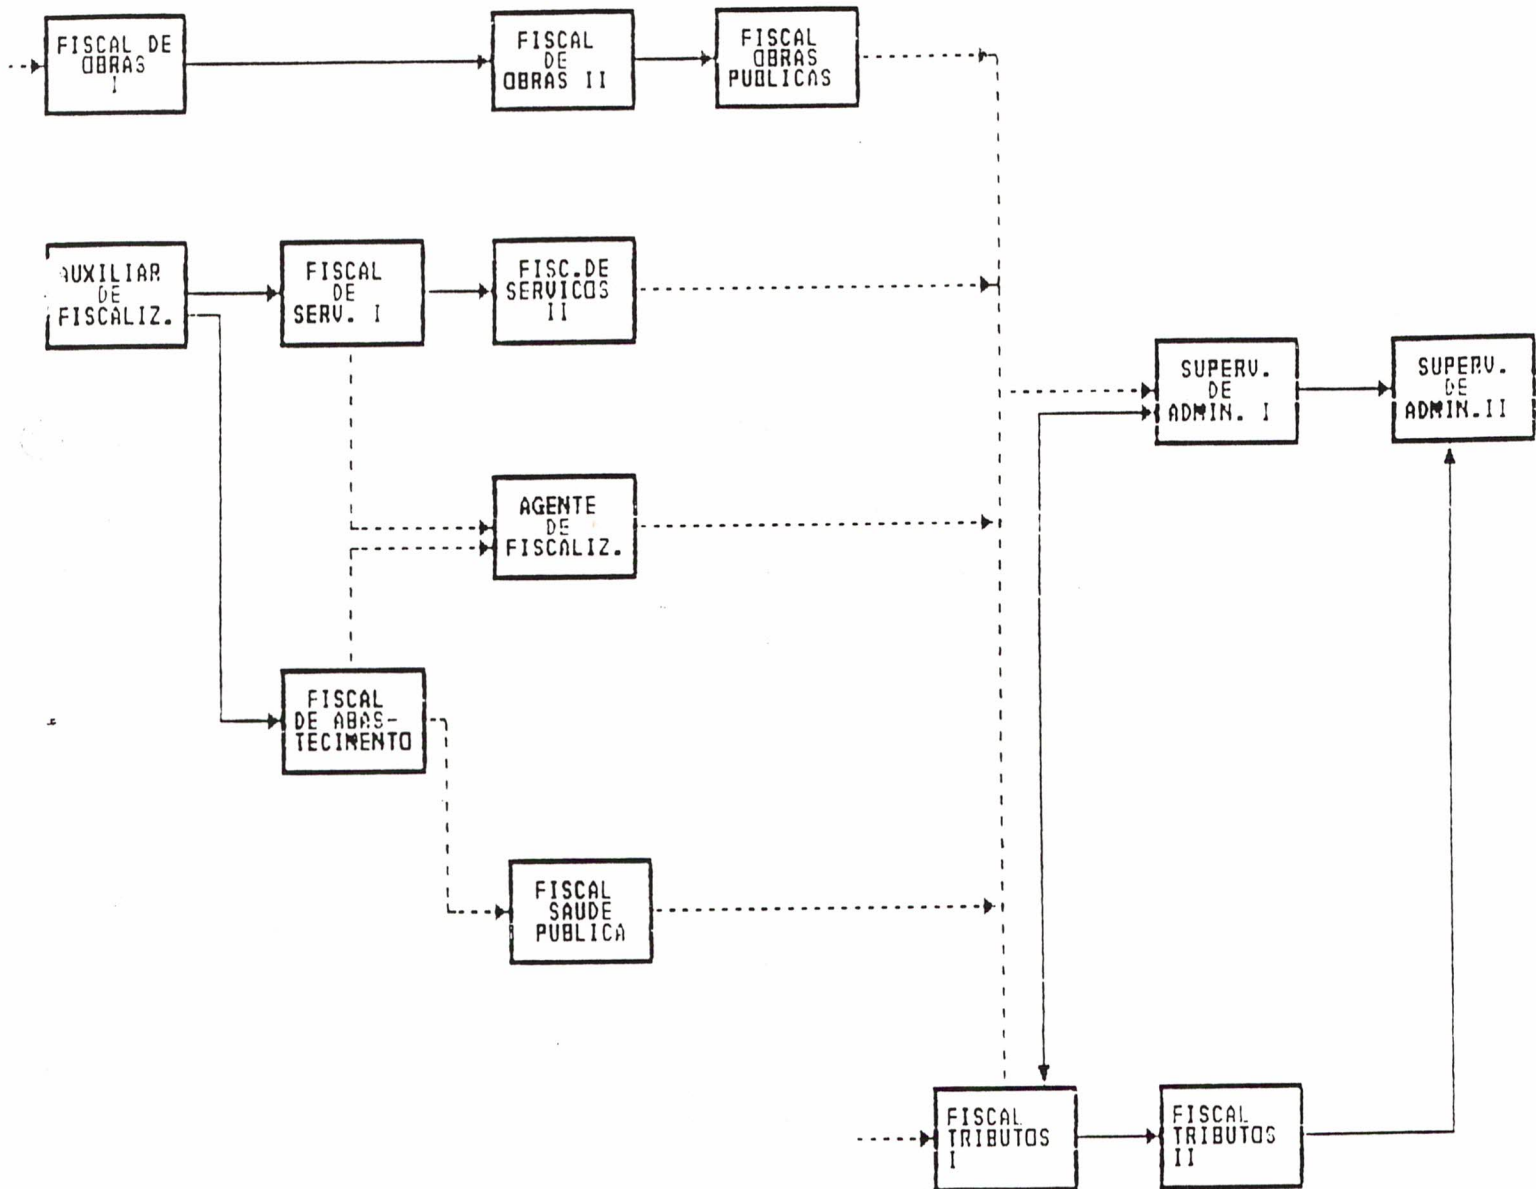 FISCAL DE
OBRAS
I
FISCAL
DE
OBRAS II
FISCAL
OBRAS
PUBLICAS
AUXILIAR
DE
FISCALIZ.
FISCAL
DE
SERV. I
FISC.DE
SERVICOS
II
SUPERV.
DE
ADMIN. I
SUPERV.
DE
ADMIN.II
AGENTE
DE
FISCALIZ.
FISCAL
DE ABAS-
TECIMENTO
FISCAL
SAUDE
PUBLICA
FISCAL
TRIBUTOS
I
FISCAL
TRIBUTOS
II